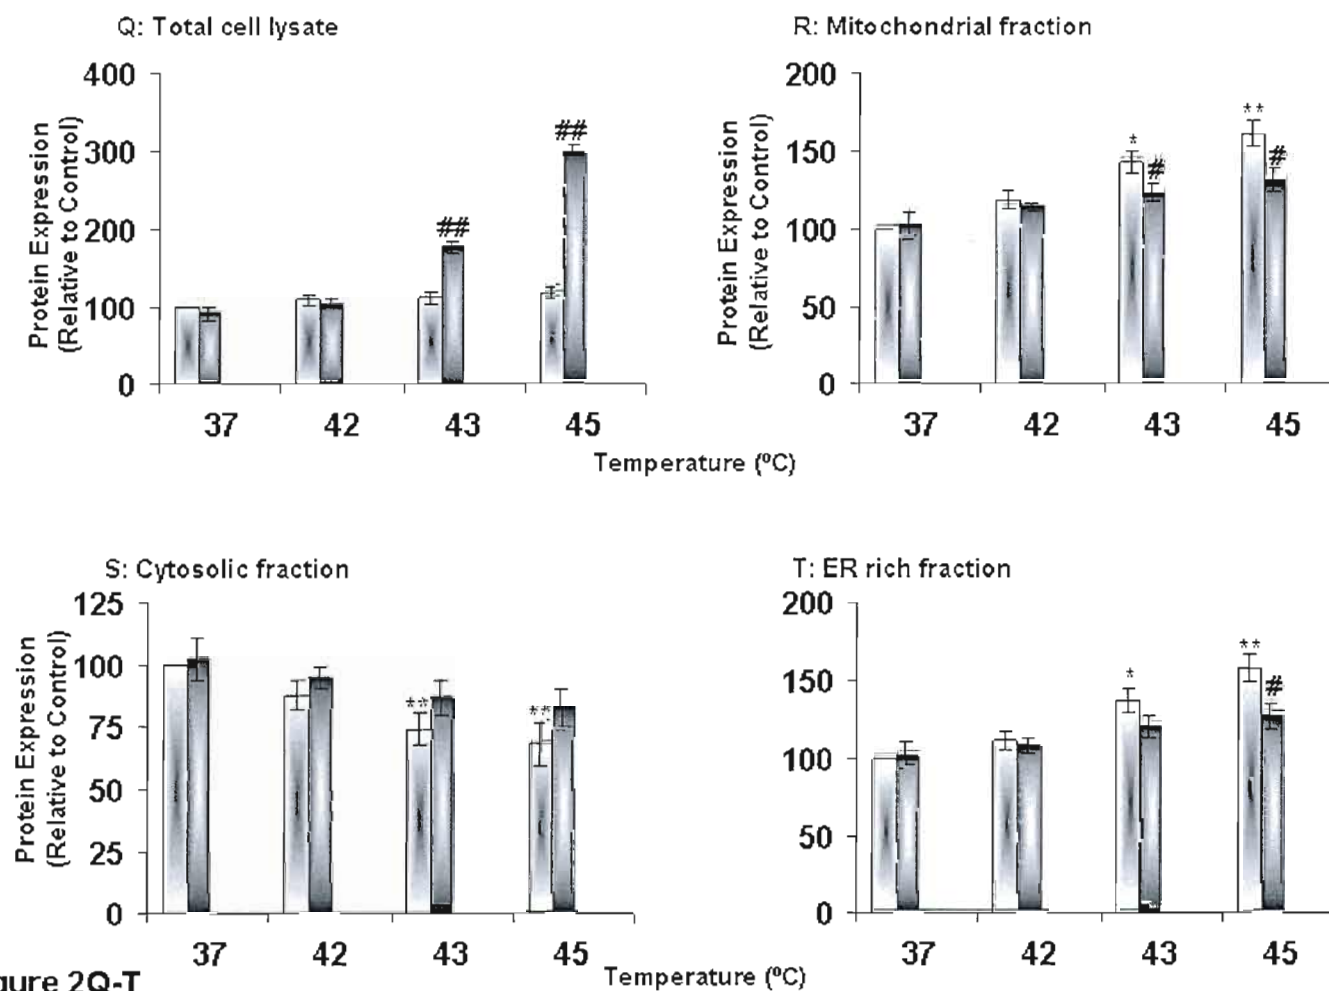 Q: Total cell lysate
Protein Expression
(Relative to Control)
400
300
200
100
0
##
##
37 42 43 45
R: Mitochondrial fraction
Protein Expression
(Relative to Control)
200
150
100
50
0
*
#
**
#
37 42 43 45
Temperature (ºC)
S: Cytosolic fraction
Protein Expression
(Relative to Control)
125
100
75
50
25
0
**
**
37 42 43 45
T: ER rich fraction
200
150
100
50
0
*
**
#
37 42 43 45
Temperature (ºC)
gure 2Q-T